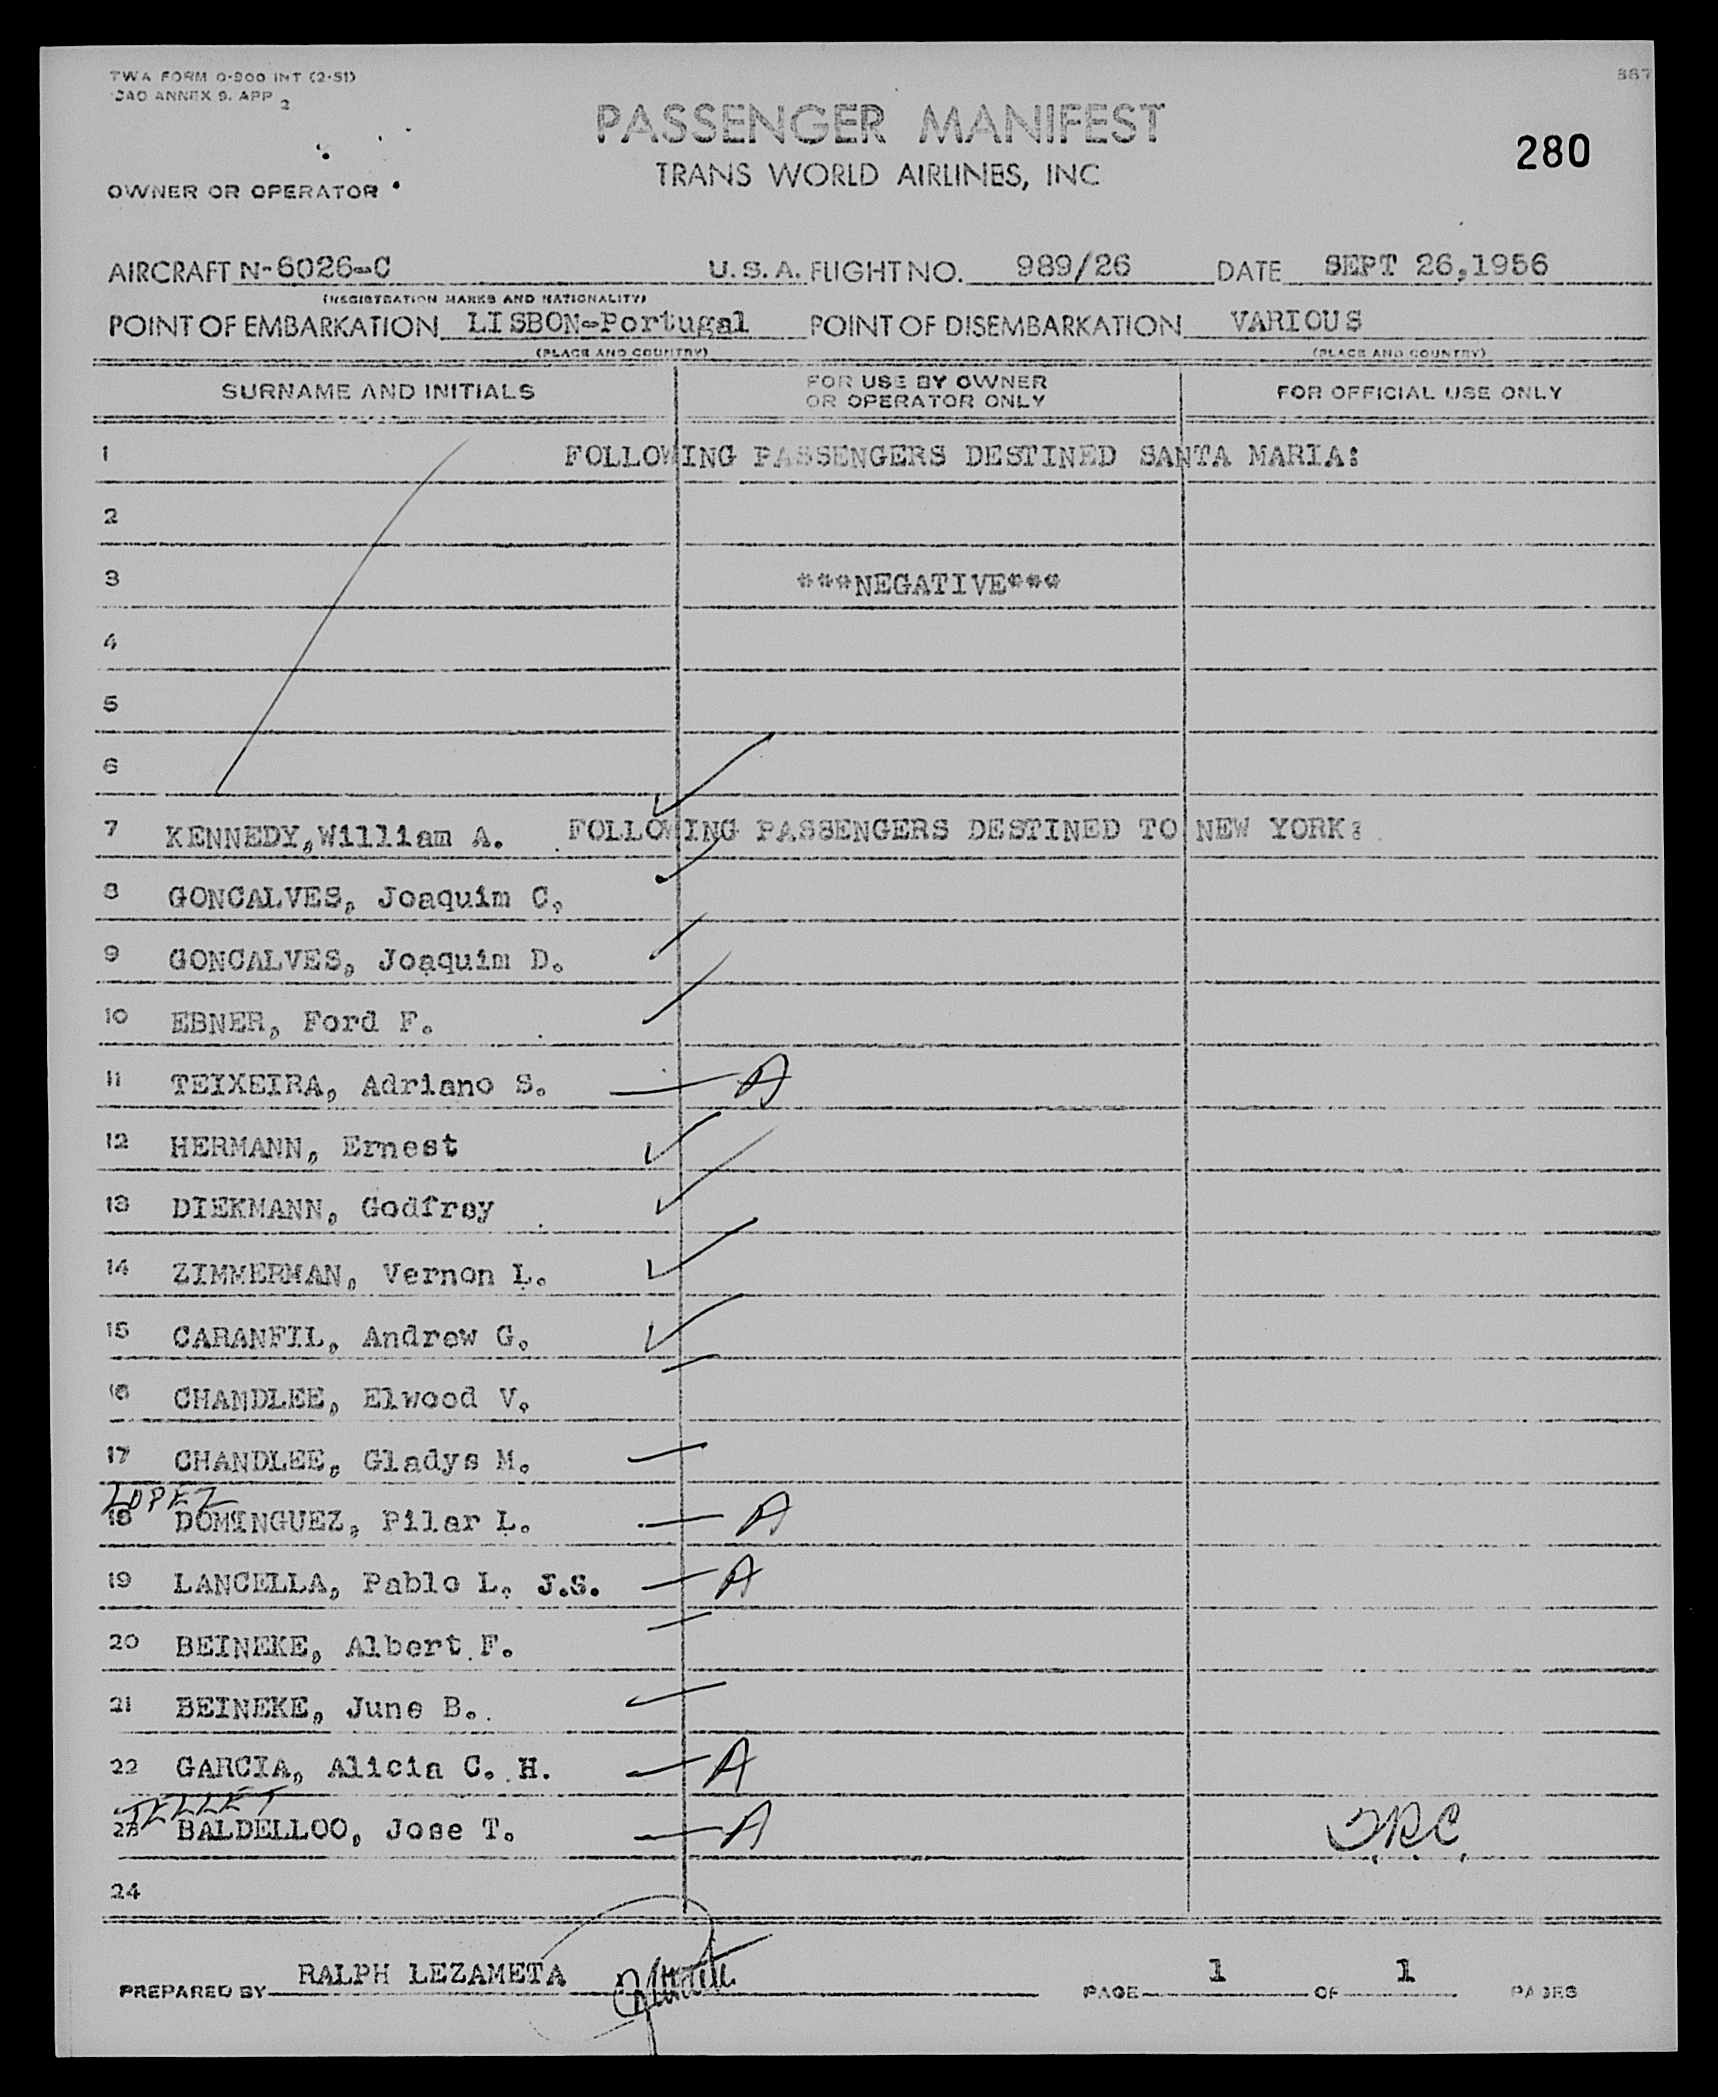 TWA FORM O-900 INT (2-51)
ICAO ANNEX 9, APP 2
367
PASSENGER MANIFEST
TRANS WORLD AIRLINES, INC
280
OWNER OR OPERATOR
AIRCRAFT N-6026-C U.S.A. FLIGHT NO. 989/26 DATE SEPT 26,1956
(REGISTRATION MARKS AND NATIONALITY)
POINT OF EMBARKATION LISBON-Portugal POINT OF DISEMBARKATION VARIOUS
(PLACE AND COUNTRY) (PLACE AND COUNTRY)
SURNAME AND INITIALS FOR USE BY OWNER OR OPERATOR ONLY FOR OFFICIAL USE ONLY
1 FOLLOWING PASSENGERS DESTINED SANTA MARIA:
2
3 ***NEGATIVE***
4
5
6
7 KENNEDY,William A. FOLLOWING PASSENGERS DESTINED TO NEW YORK:
8 GONCALVES, Joaquim C.
9 GONCALVES, Joaquim D.
10 EBNER, Ford F.
11 TEIXEIRA, Adriano S. A
12 HERMANN, Ernest
13 DIEKMANN, Godfrey
14 ZIMMERMAN, Vernon L.
15 CARANFIL, Andrew G.
16 CHANDLEE, Elwood V.
17 CHANDLEE, Gladys M.
LOPEZ
18 DOMINGUEZ, Pilar L. A
19 LANCELLA, Pablo L. J.S. A
20 BEINEKE, Albert F.
21 BEINEKE, June B.
22 GARCIA, Alicia C. H. A
TELLET
23 BALDELLOO, Jose T. A
24
PREPARED BY RALPH LEZAMETA PAGE 1 OF 1 PAGES